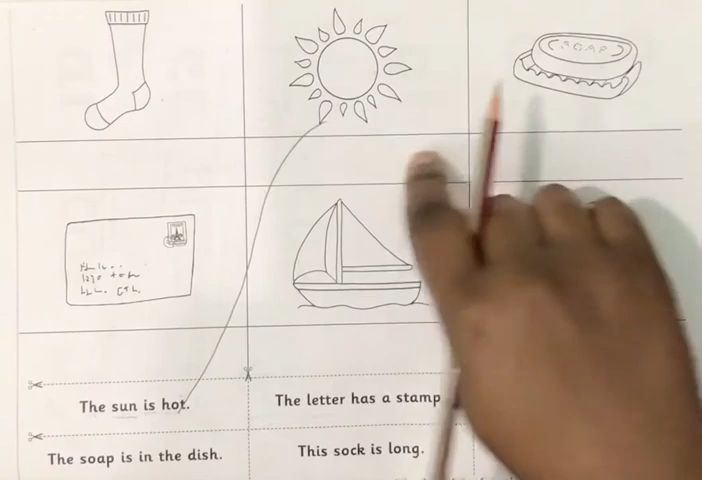 SOAP
The sun is hot.
The letter has a stamp
The soap is in the dish.
This sock is long.